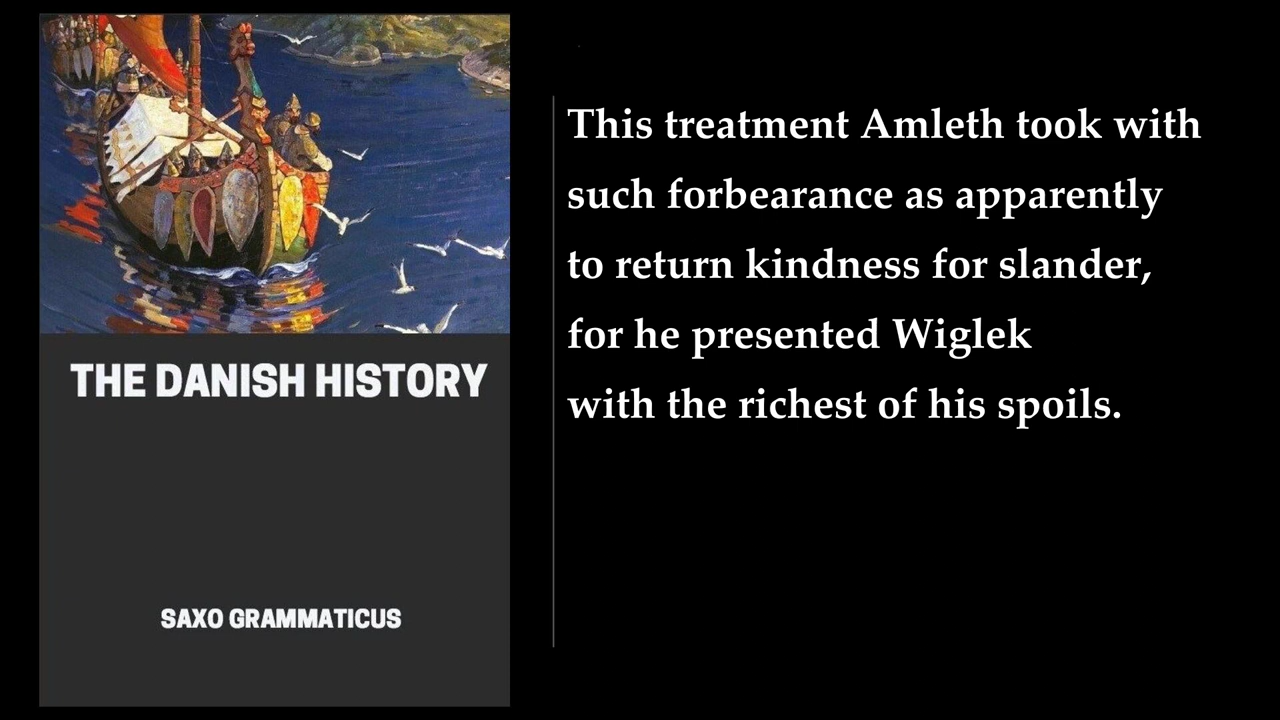 THE DANISH HISTORY
SAXO GRAMMATICUS
This treatment Amleth took with
such forbearance as apparently
to return kindness for slander,
for he presented Wiglek
with the richest of his spoils.